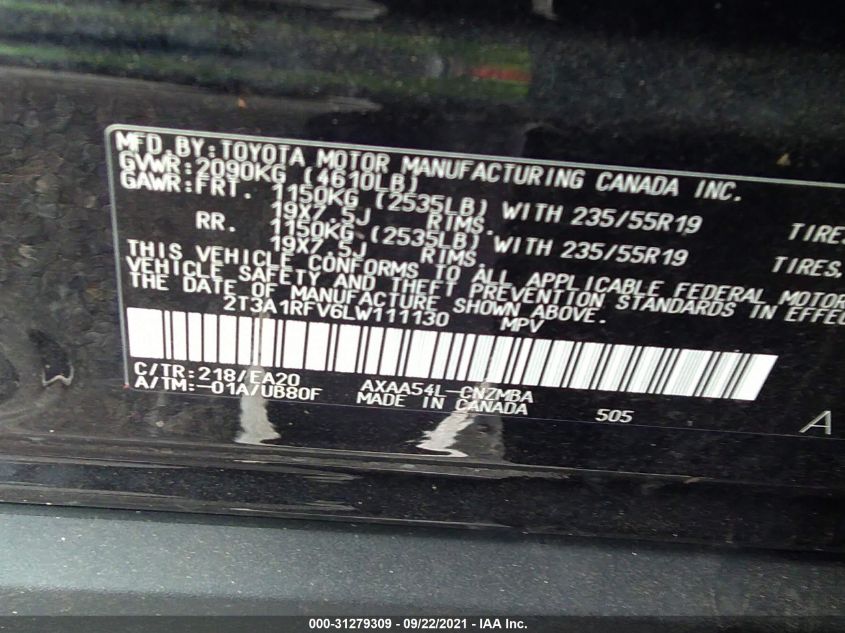 MFD.BY:TOYOTA MOTOR MANUFACTURING CANADA INC.
GVWR:2090KG (4610LB)
GAWR:FRT. 1150KG (2535LB) WITH 235/55R19 TIRES
19X7.5J RIMS.
RR. 1150KG (2535LB) WITH 235/55R19 TIRES,
19X7.5J RIMS.
THIS VEHICLE CONFORMS TO ALL APPLICABLE FEDERAL MOTOR
VEHICLE SAFETY AND THEFT PREVENTION STANDARDS IN EFFEC
THE DATE OF MANUFACTURE SHOWN ABOVE.
2T3A1RFV6LW111130 MPV
C/TR:218/EA20 AXAA54L-CNZMBA
A/TM:-01A/UB80F MADE IN CANADA 505 A
000-31279309 - 09/22/2021 - IAA Inc.